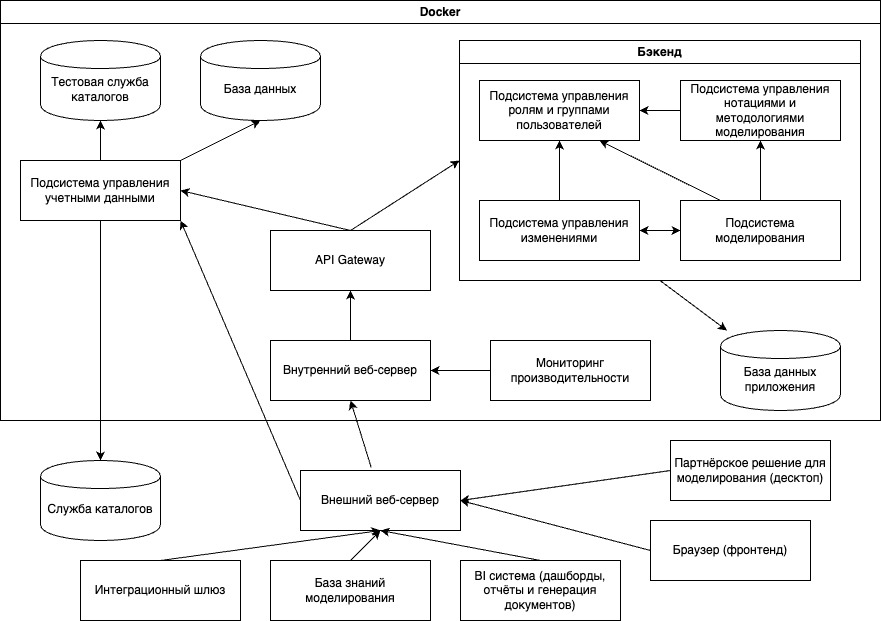 Docker
Тестовая служба
каталогов
База данных
Бэкенд
Подсистема управления
ролям и группами
пользователей
Подсистема управления
нотациями и
методологиями
моделирования
Подсистема управления
учетными данными
Подсистема управления
изменениями
Подсистема
моделирования
API Gateway
Внутренний веб-сервер
Мониторинг
производительности
База данных
приложения
Служба каталогов
Внешний веб-сервер
Партнёрское решение для
моделирования (десктоп)
Браузер (фронтенд)
Интеграционный шлюз
База знаний
моделирования
BI система (дашборды,
отчёты и генерация
документов)